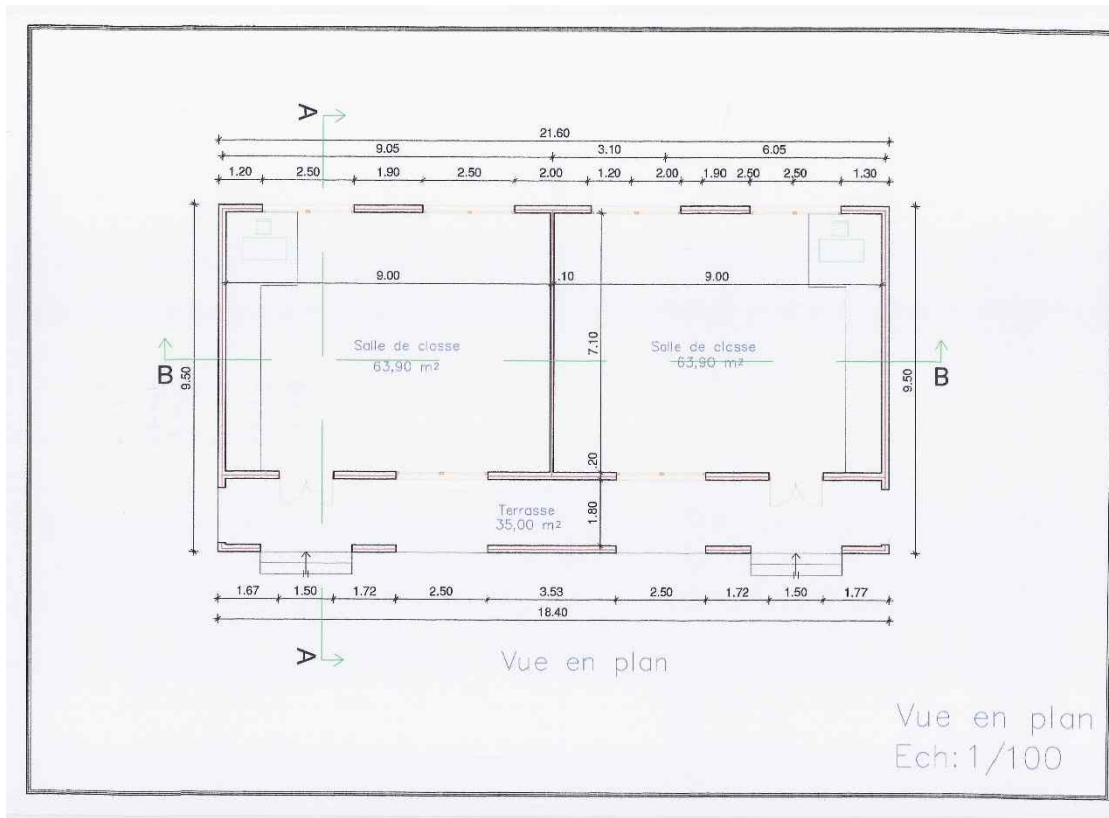 A
21.60
9.05 3.10 6.05
1.20 2.50 1.90 2.50 2.00 1.20 2.00 1.90 2.50 2.50 1.30
9.00 .10 9.00
7.10
Salle de classe
63,90 m²
Salle de classe
63,90 m²
B
9.50
B
9.50
.20
Terrasse
35,00 m²
1.80
1.67 1.50 1.72 2.50 3.53 2.50 1.72 1.50 1.77
18.40
A
Vue en plan
Vue en plan
Ech: 1/100